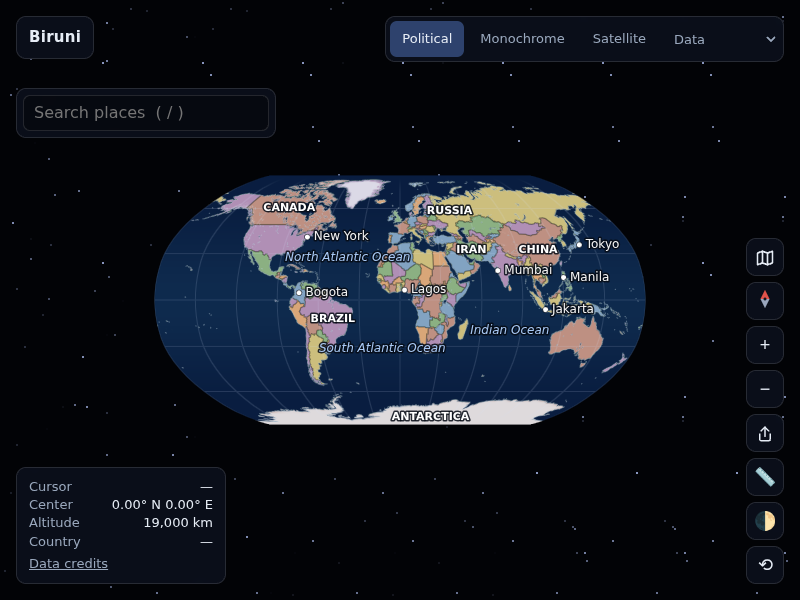 Biruni
Political Monochrome Satellite Data
Search places ( / )
CANADA
RUSSIA
New York
Tokyo
IRAN
CHINA
North Atlantic Ocean
Mumbai
Manila
Bogota
Lagos
Jakarta
BRAZIL
Indian Ocean
South Atlantic Ocean
ANTARCTICA
+
−
Cursor —
Center 0.00° N 0.00° E
Altitude 19,000 km
Country —
Data credits